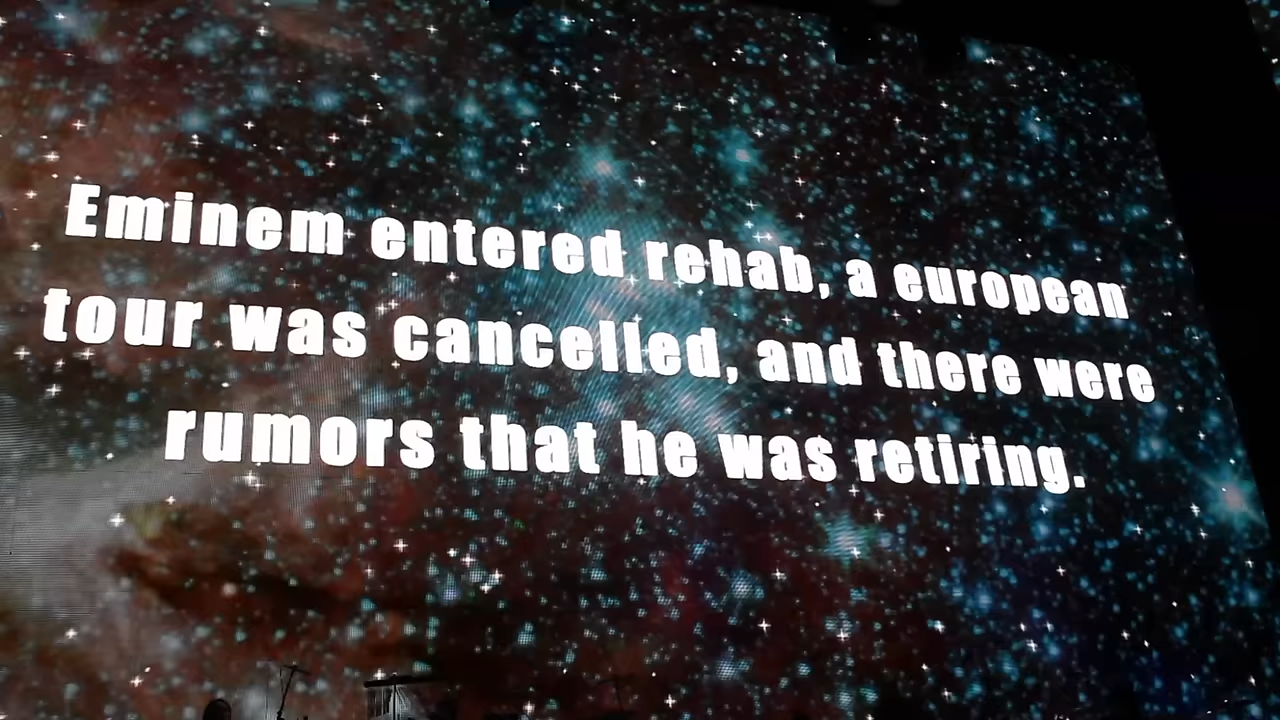 Eminem entered rehab, a european
tour was cancelled, and there were
rumors that he was retiring.